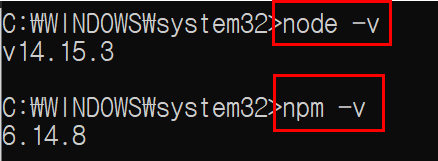 C:₩WINDOWS₩system32>node -v
v14.15.3
C:₩WINDOWS₩system32>npm -v
6.14.8